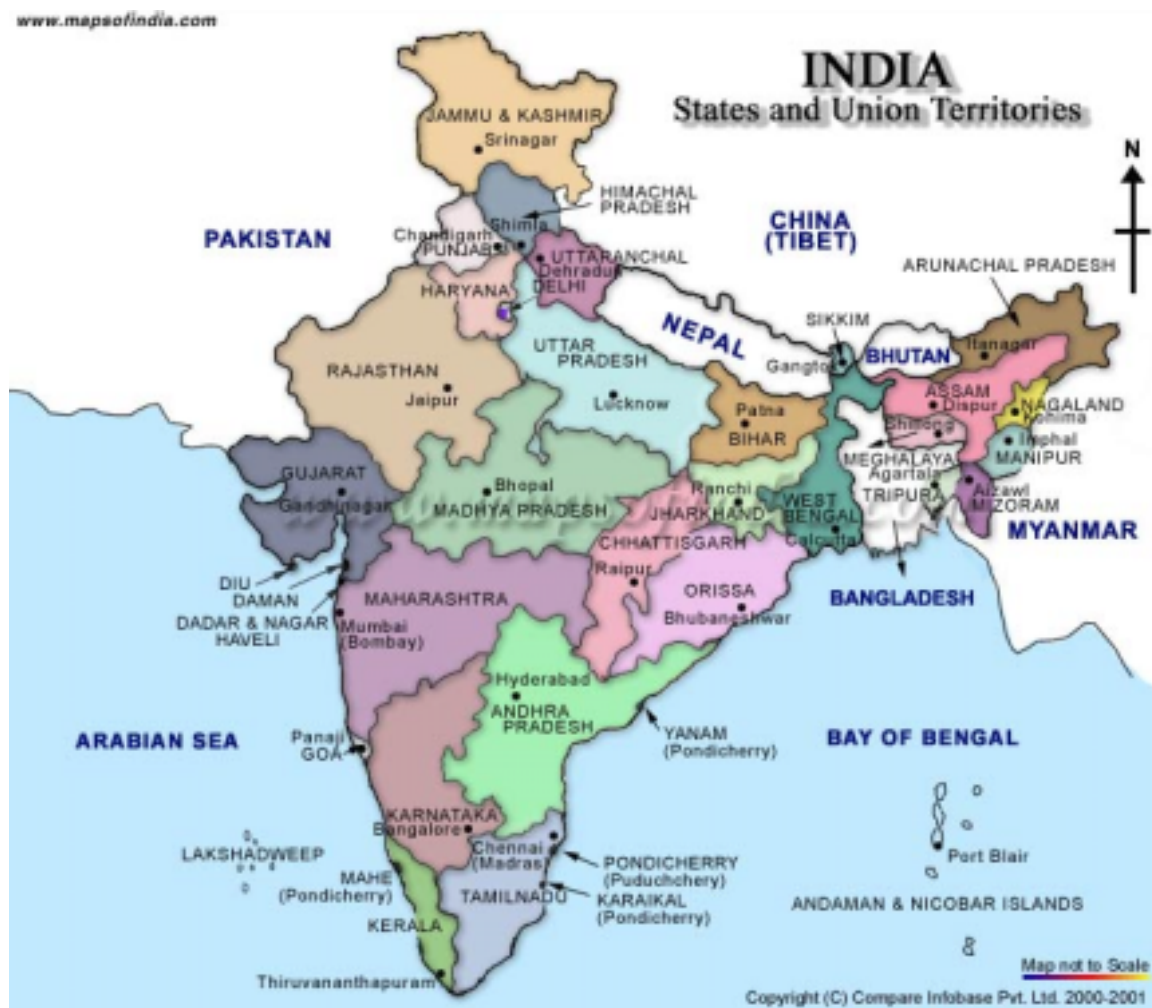 www.mapsofindia.com
INDIA
States and Union Territories
JAMMU & KASHMIR
Srinagar
N
HIMACHAL
PRADESH
CHINA
(TIBET)
PAKISTAN
Shimla
Chandigarh
PUNJAB
UTTARANCHAL
Dehradun
ARUNACHAL PRADESH
HARYANA
DELHI
SIKKIM
NEPAL
BHUTAN
Itanagar
UTTAR
PRADESH
Gangtok
RAJASTHAN
Jaipur
Lucknow
ASSAM
Dispur
NAGALAND
Kohima
Patna
BIHAR
Shillong
Imphal
MANIPUR
MEGHALAYA
Agartala
TRIPURA
Aizawl
MIZORAM
GUJARAT
Gandhinagar
Bhopal
MADHYA PRADESH
Ranchi
JHARKHAND
WEST
BENGAL
Calcutta
MYANMAR
CHHATTISGARH
Raipur
DIU
DAMAN
DADAR & NAGAR
HAVELI
MAHARASHTRA
Mumbai
(Bombay)
ORISSA
Bhubaneshwar
BANGLADESH
Hyderabad
ANDHRA
PRADESH
ARABIAN SEA
Panaji
GOA
YANAM
(Pondicherry)
BAY OF BENGAL
KARNATAKA
Bangalore
LAKSHADWEEP
Chennai
(Madras)
PONDICHERRY
(Puduchchery)
Port Blair
MAHE
(Pondicherry)
TAMILNADU
KARAIKAL
(Pondicherry)
ANDAMAN & NICOBAR ISLANDS
KERALA
Thiruvananthapuram
Map not to Scale
Copyright (C) Compare Infobase Pvt. Ltd. 2000-2001